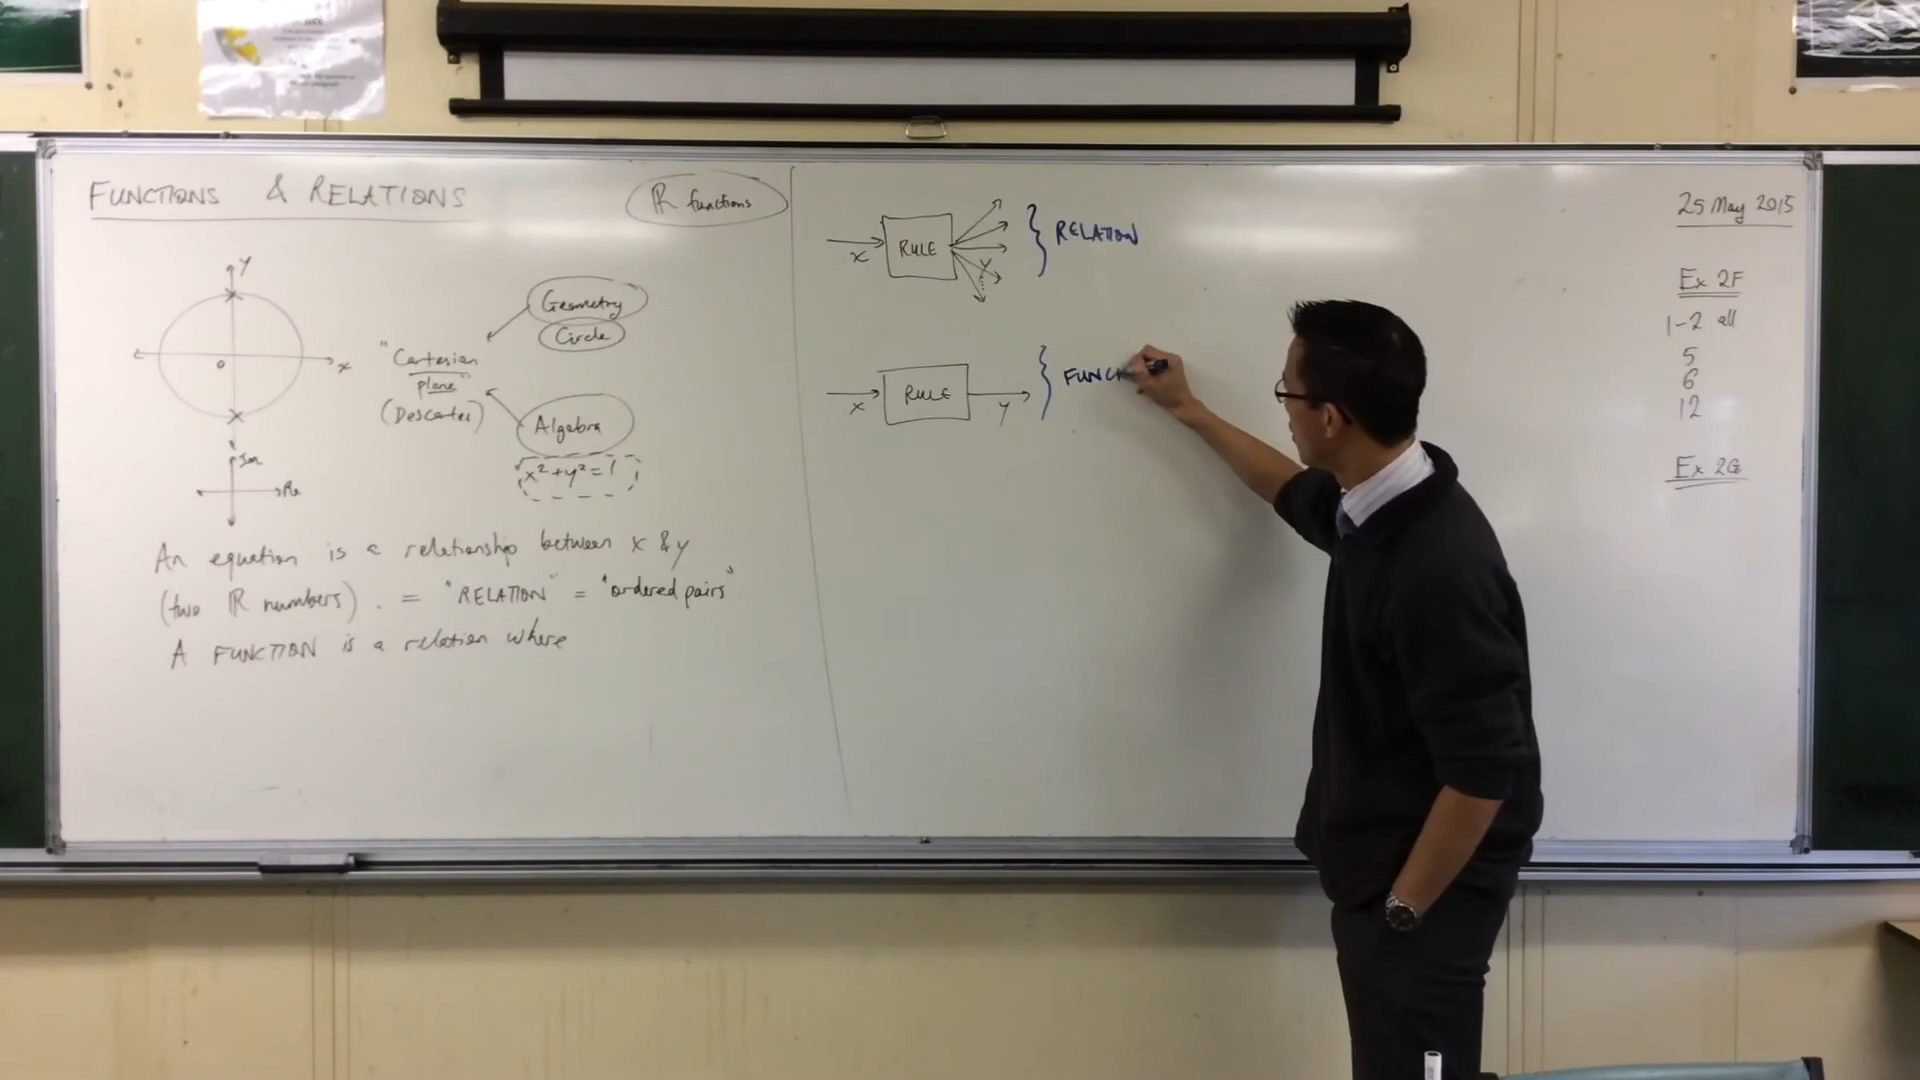 FUNCTIONS & RELATIONS
ℝ functions
Y
x
0
Geometry
Circle
"Cartesian
plane"
(Descartes)
Algebra
x² + y² = 1
Im
Re
An equation is a relationship between x & y
(two ℝ numbers). = "RELATION" = "ordered pairs"
A FUNCTION is a relation where
x
RULE
y
RELATION
x
RULE
y
FUNC
25 May 2015
Ex 2F
1-2 all
5
6
12
Ex 2G